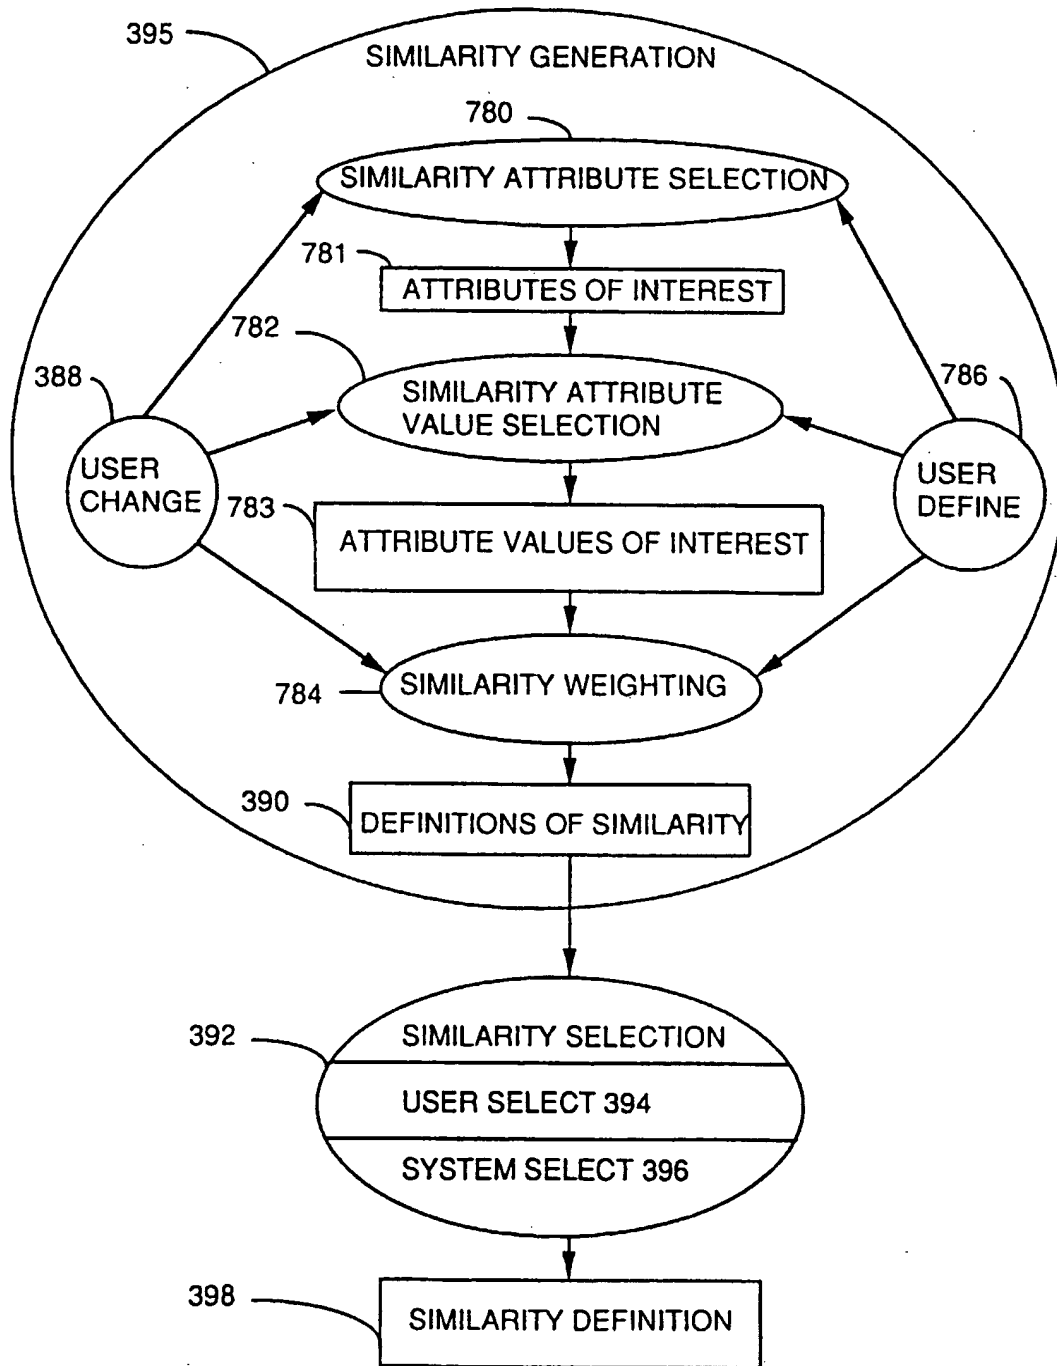 395
SIMILARITY GENERATION
780
SIMILARITY ATTRIBUTE SELECTION
781
ATTRIBUTES OF INTEREST
782
SIMILARITY ATTRIBUTE
VALUE SELECTION
388
USER
CHANGE
786
USER
DEFINE
783
ATTRIBUTE VALUES OF INTEREST
784
SIMILARITY WEIGHTING
390
DEFINITIONS OF SIMILARITY
392
SIMILARITY SELECTION
USER SELECT 394
SYSTEM SELECT 396
398
SIMILARITY DEFINITION